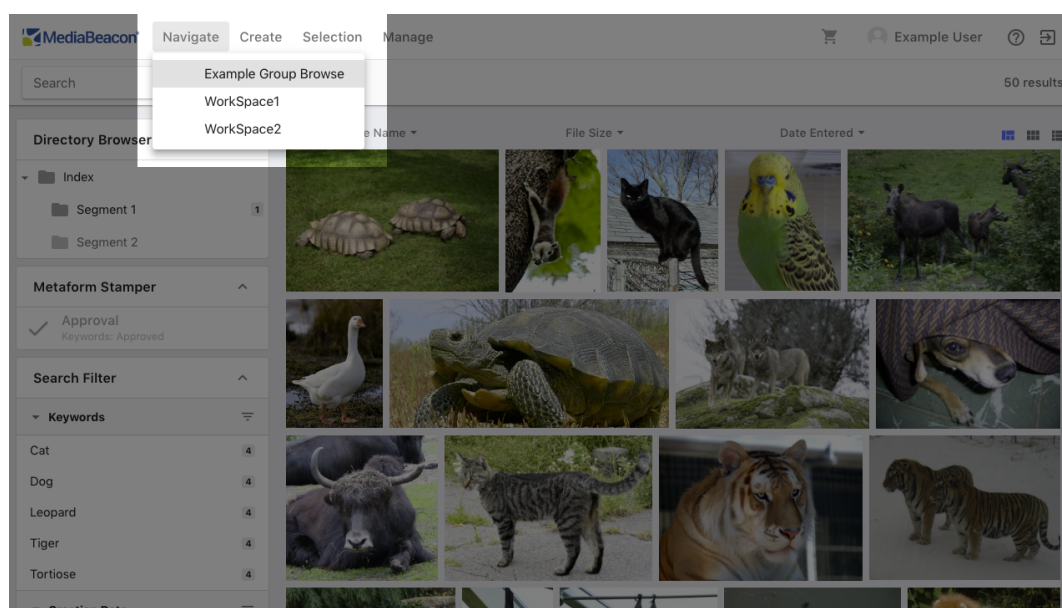 MediaBeacon
Navigate
Create
Selection
Manage
Example User
Example Group Browse
WorkSpace1
WorkSpace2
Search
50 results
Directory Browser
Name
File Size
Date Entered
Index
Segment 1
1
Segment 2
Metaform Stamper
Approval
Keywords: Approved
Search Filter
Keywords
Cat 4
Dog 4
Leopard 4
Tiger 4
Tortiose 4